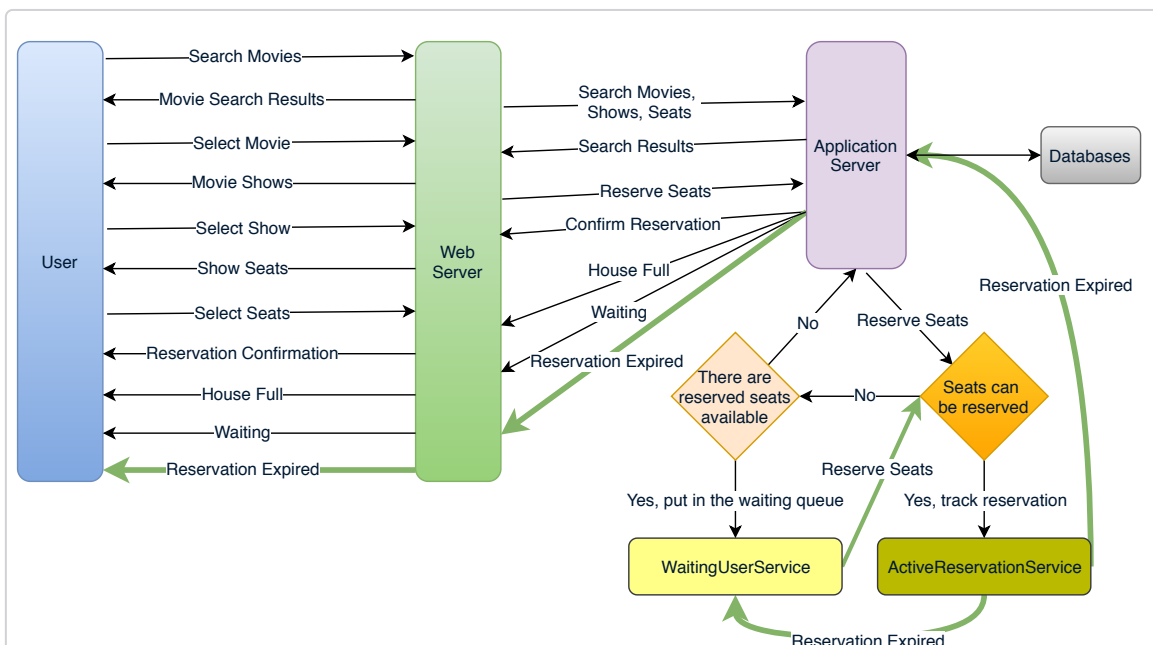 Search Movies
Movie Search Results
Select Movie
Movie Shows
Select Show
Show Seats
Select Seats
Reservation Confirmation
House Full
Waiting
Reservation Expired
User
Web
Server
Search Movies,
Shows, Seats
Search Results
Reserve Seats
Confirm Reservation
House Full
Waiting
Reservation Expired
Application
Server
Databases
Reservation Expired
No
Reserve Seats
There are
reserved seats
available
No
Seats can
be reserved
Reserve Seats
Yes, put in the waiting queue
Yes, track reservation
WaitingUserService
ActiveReservationService
Reservation Expired